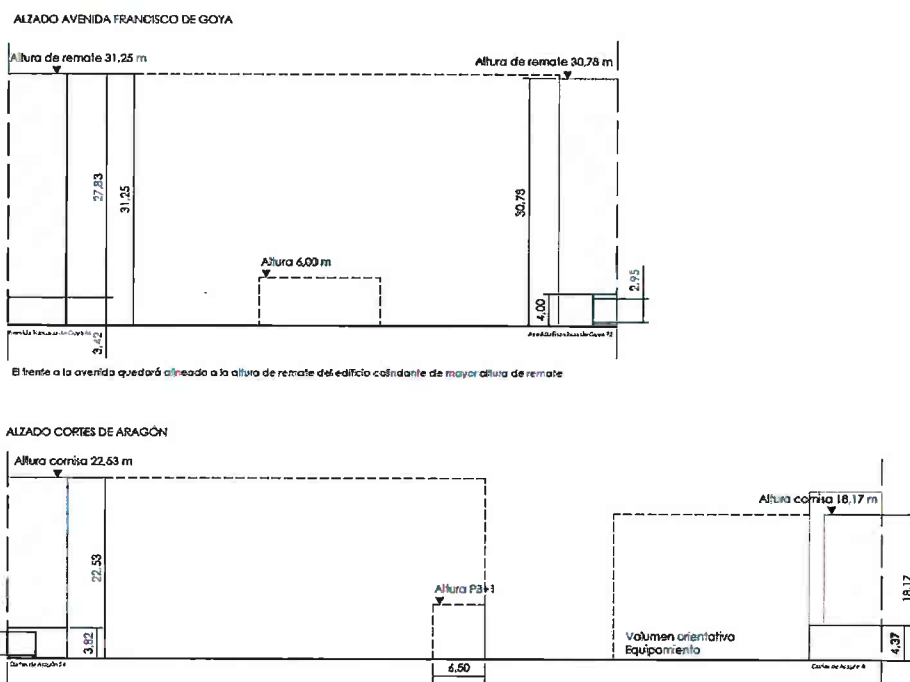 ALZADO AVENIDA FRANCISCO DE GOYA
Altura de remate 31,25 m
Altura de remate 30,78 m
27,83
31,25
30,78
Altura 6,00 m
2,95
4,00
3,42
El frente a la avenida quedará alineado a la altura de remate del edificio colindante de mayor altura de remate
ALZADO CORTES DE ARAGÓN
Altura cornisa 22,53 m
Altura cornisa 18,17 m
22,53
18,17
Altura PB+1
3,82
Volumen orientativo
Equipamiento
4,37
6,50